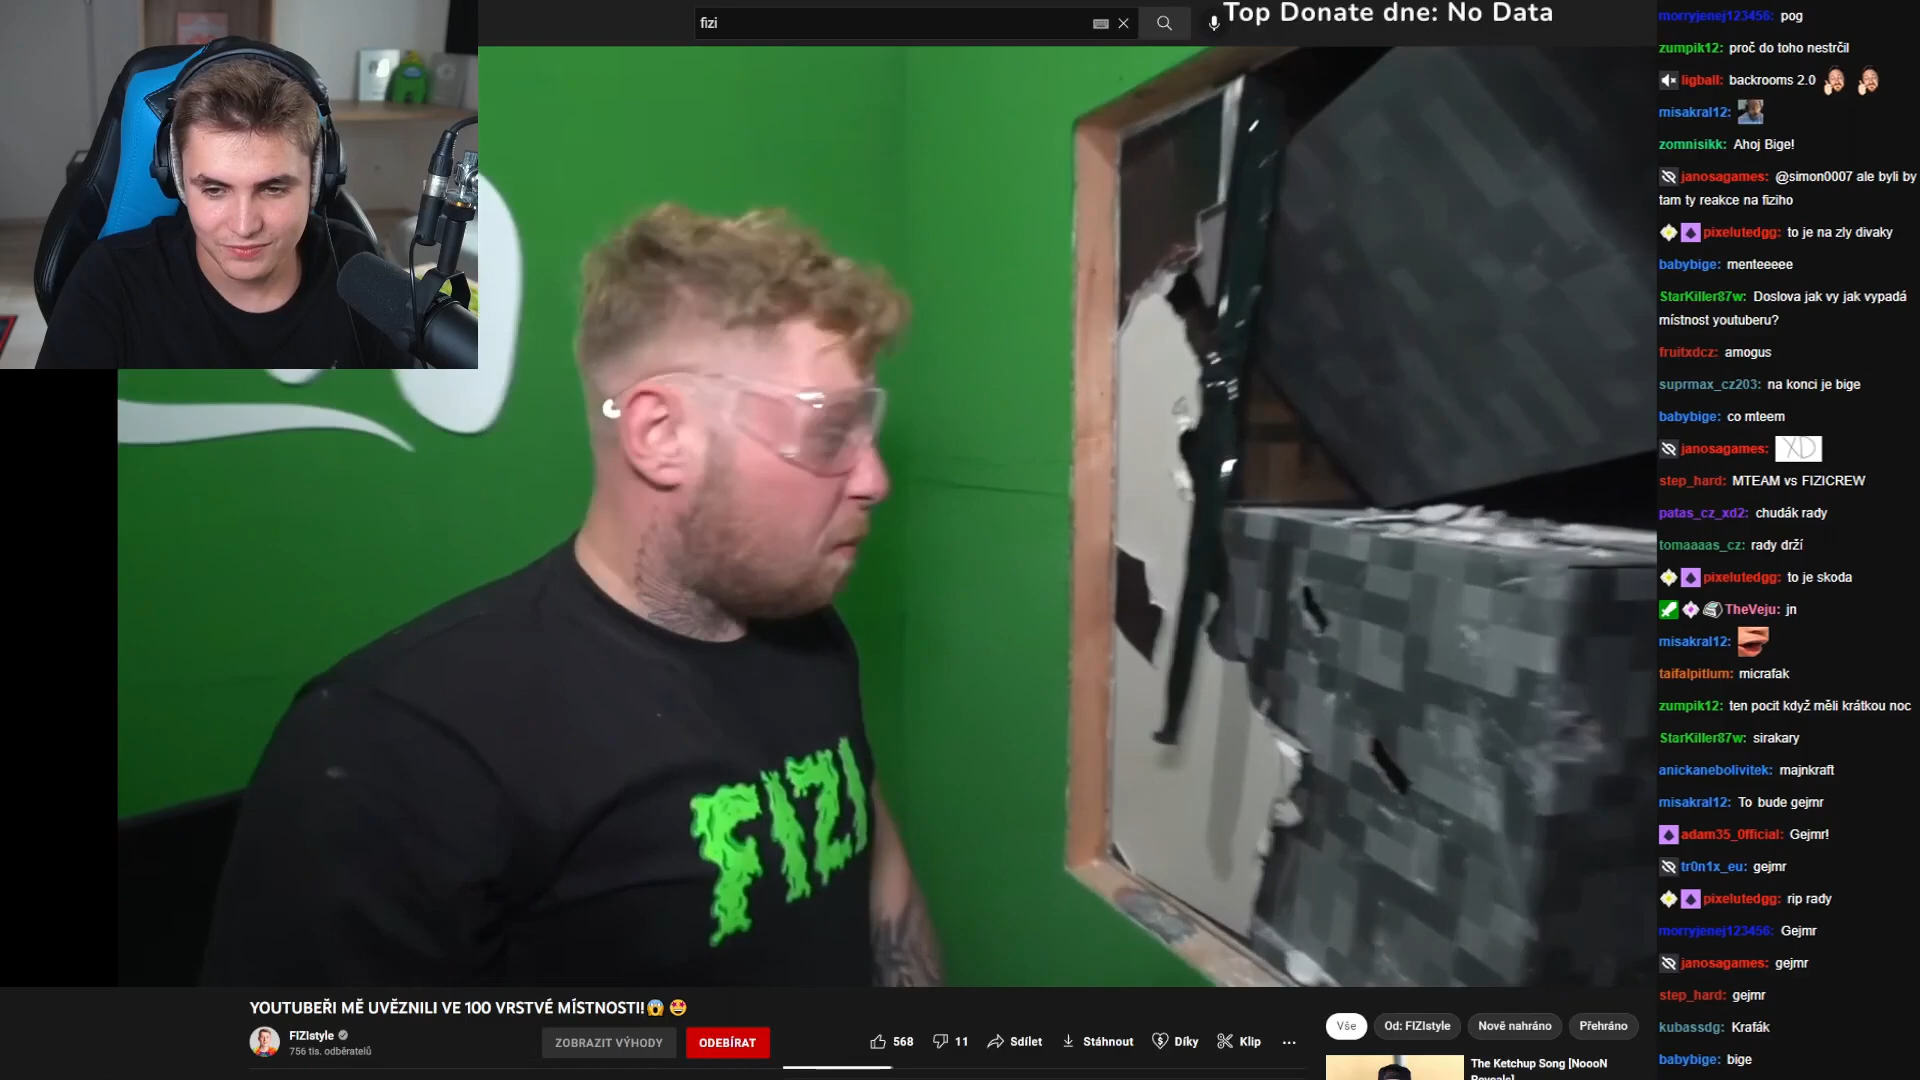 fizi
Top Donate dne: No Data
FIZI
YOUTUBEŘI MĚ UVĚZNILI VE 100 VRSTVÉ MÍSTNOSTI!
FIZIstyle
756 tis. odběratelů
ZOBRAZIT VÝHODY
ODEBÍRAT
568
11
Sdílet
Stáhnout
Díky
Klip
Vše
Od: FIZIstyle
Nově nahráno
Přehráno
The Ketchup Song [NoooN
morryjenej123456: pog
zumpik12: proč do toho nestrčil
ligball: backrooms 2.0
misakral12:
zomnisikk: Ahoj Bige!
janosagames: @simon0007 ale byli by
tam ty reakce na fiziho
pixelutedgg: to je na zly divaky
babybige: menteeeee
StarKiller87w: Doslova jak vy jak vypadá
místnost youtuberu?
fruitxdcz: amogus
suprmax_cz203: na konci je bige
babybige: co mteem
janosagames: XD
step_hard: MTEAM vs FIZICREW
patas_cz_xd2: chudák rady
tomaaaas_cz: rady drží
pixelutedgg: to je skoda
TheVeju: jn
misakral12:
taifalpitlum: micrafak
zumpik12: ten pocit když měli krátkou noc
StarKiller87w: sirakary
anickanebolivitek: majnkraft
misakral12: To bude gejmr
adam35_0fficial: Gejmr!
tr0n1x_eu: gejmr
pixelutedgg: rip rady
morryjenej123456: Gejmr
janosagames: gejmr
step_hard: gejmr
kubassdg: Krafák
babybige: bige